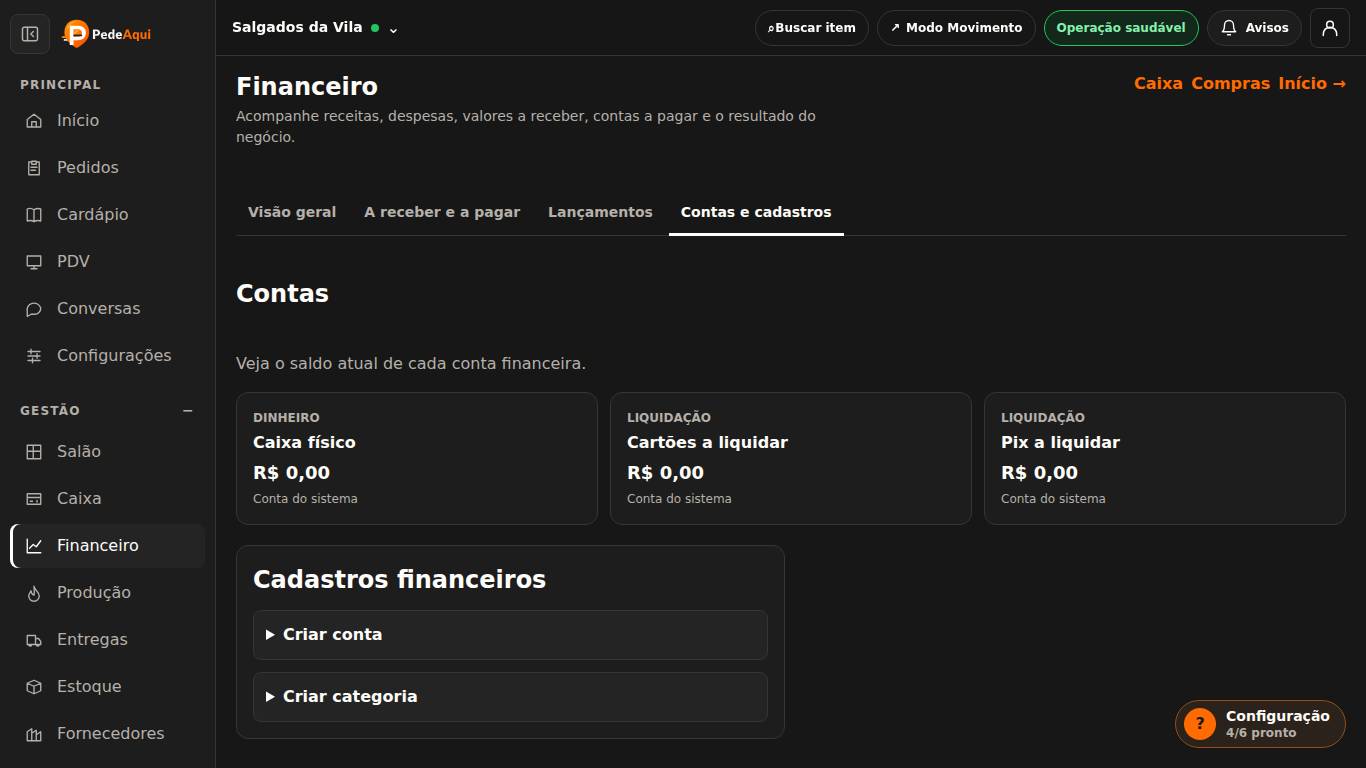 PedeAqui
PRINCIPAL
Início
Pedidos
Cardápio
PDV
Conversas
Configurações
GESTÃO −
Salão
Caixa
Financeiro
Produção
Entregas
Estoque
Fornecedores
Salgados da Vila
⌕Buscar item
↗ Modo Movimento
Operação saudável
Avisos
Financeiro
Caixa Compras Início →
Acompanhe receitas, despesas, valores a receber, contas a pagar e o resultado do
negócio.
Visão geral A receber e a pagar Lançamentos Contas e cadastros
Contas
Veja o saldo atual de cada conta financeira.
DINHEIRO
Caixa físico
R$ 0,00
Conta do sistema
LIQUIDAÇÃO
Cartões a liquidar
R$ 0,00
Conta do sistema
LIQUIDAÇÃO
Pix a liquidar
R$ 0,00
Conta do sistema
Cadastros financeiros
▶ Criar conta
▶ Criar categoria
?
Configuração
4/6 pronto